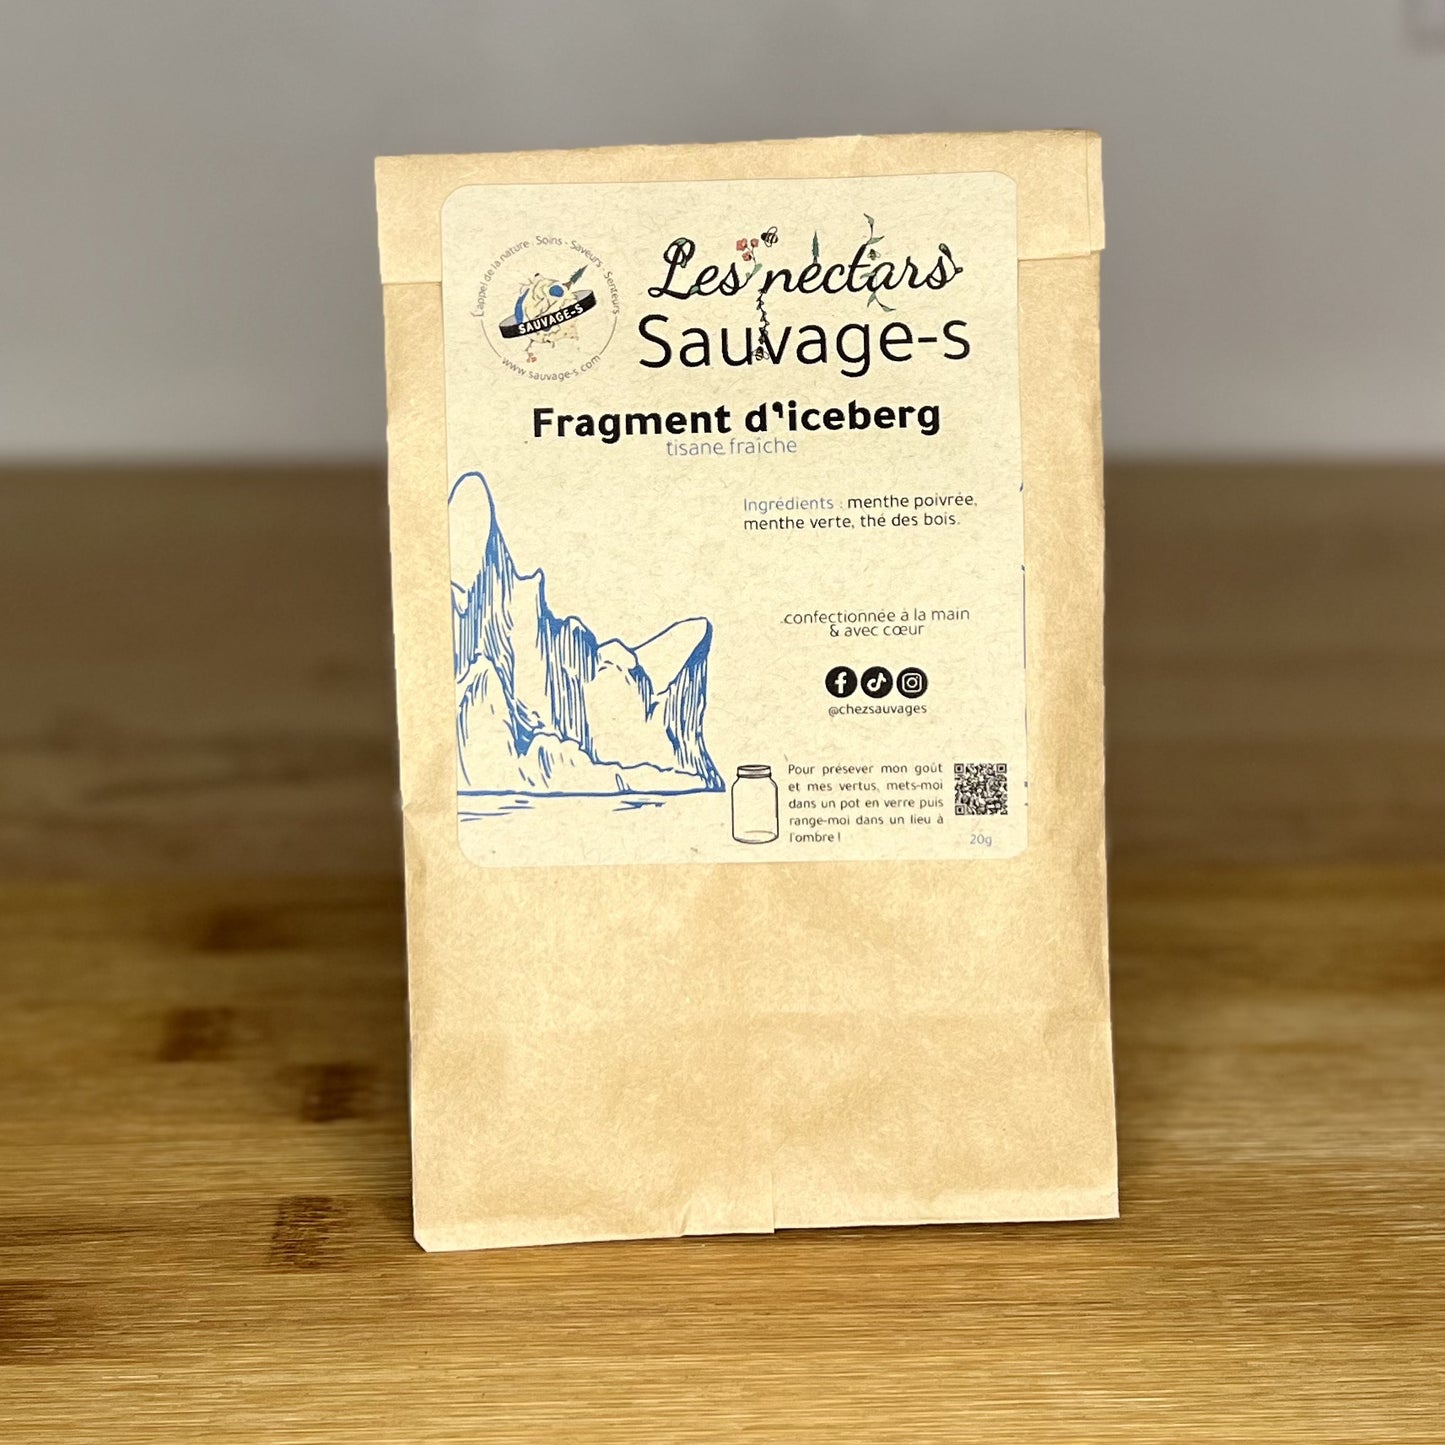 L'appel de la nature. Soins - Saveurs - Senteurs
SAUVAGE-S
www.sauvage-s.com
Les nectars
Sauvage-s
Fragment d'iceberg
tisane fraîche
Ingrédients : menthe poivrée,
menthe verte, thé des bois.
confectionnée à la main
& avec cœur
@chezsauvages
Pour présever mon goût
et mes vertus, mets-moi
dans un pot en verre puis
range-moi dans un lieu à
l'ombre !
20g